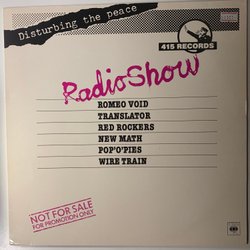 Disturbing the peace
415 RECORDS
RadioShow
ROMEO VOID
TRANSLATOR
RED ROCKERS
NEW MATH
POP'O'PIES
WIRE TRAIN
NOT FOR SALE
FOR PROMOTION ONLY